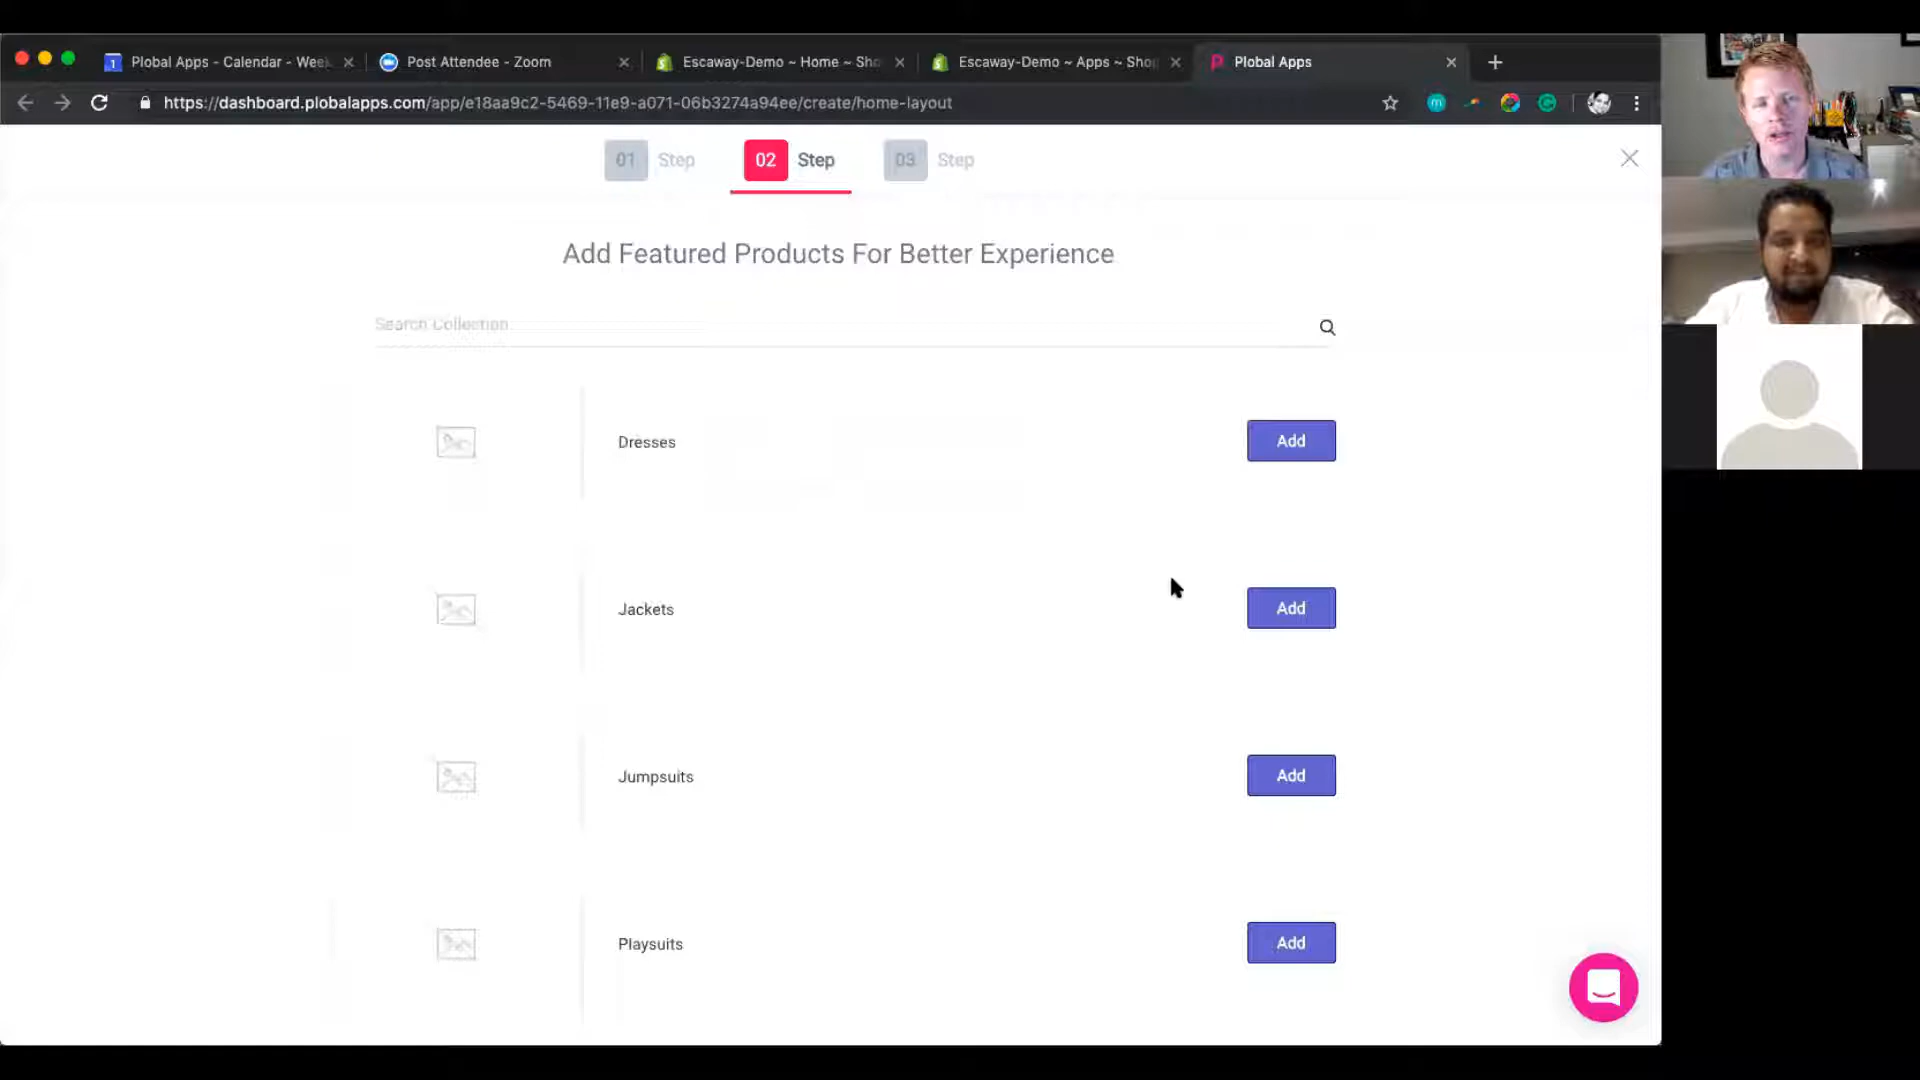 Plobal Apps - Calendar - Week
Post Attendee - Zoom
Escaway-Demo ~ Home ~ Sho
Escaway-Demo ~ Apps ~ Shop
Plobal Apps
https://dashboard.plobalapps.com/app/e18aa9c2-5469-11e9-a071-06b3274a94ee/create/home-layout
01 Step
02 Step
03 Step
Add Featured Products For Better Experience
Search Collection
Dresses
Add
Jackets
Add
Jumpsuits
Add
Playsuits
Add